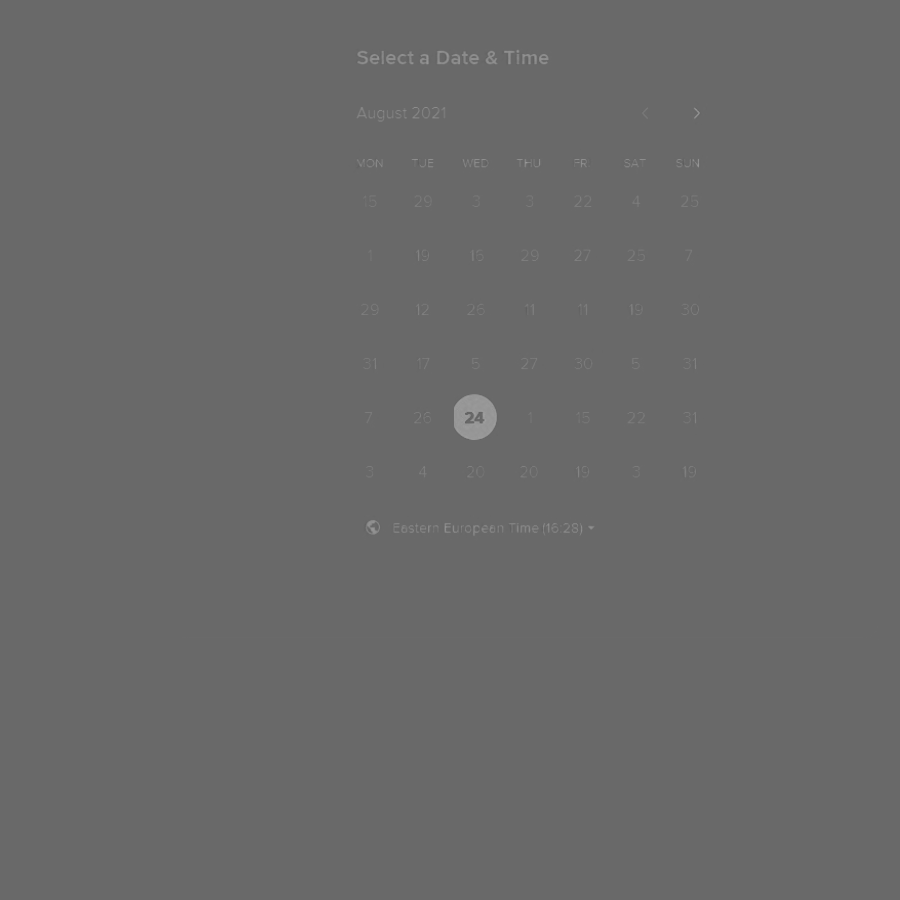 Select a Date & Time
August 2021
MON TUE WED THU FRI SAT SUN
15 29 3 3 22 4 25
1 19 15 29 27 25 7
29 12 26 11 11 19 30
31 17 5 27 30 5 31
7 26 24 1 15 22 31
3 4 20 20 19 3 19
Eastern European Time (16:28)